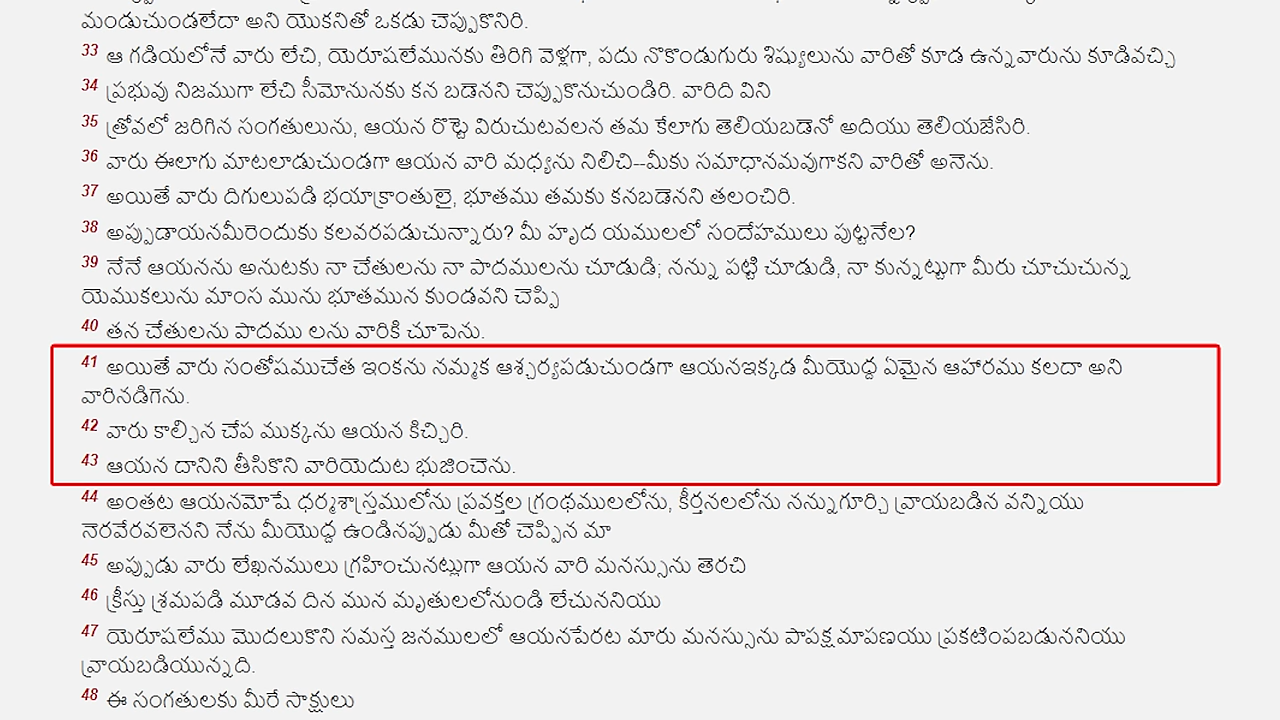 మండుచుండలేదా అని యొకనితో ఒకడు చెప్పుకొనిరి.
33 ఆ గడియలోనే వారు లేచి, యెరూషలేమునకు తిరిగి వెళ్లగా, పదు నొకొండుగురు శిష్యులును వారితో కూడ ఉన్నవారును కూడివచ్చి
34 ప్రభువు నిజముగా లేచి సీమోనునకు కన బడెనని చెప్పుకొనుచుండిరి. వారిది విని
35 త్రోవలో జరిగిన సంగతులును, ఆయన రొట్టె విరుచుటవలన తమ కేలాగు తెలియబడెనో అదియు తెలియజేసిరి.
36 వారు ఈలాగు మాటలాడుచుండగా ఆయన వారి మధ్యను నిలిచి--మీకు సమాధానమవుగాకని వారితో అనెను.
37 అయితే వారు దిగులుపడి భయాక్రాంతులై, భూతము తమకు కనబడెనని తలంచిరి.
38 అప్పుడాయనమీరెందుకు కలవరపడుచున్నారు? మీ హృద యములలో సందేహములు పుట్టనేల?
39 నేనే ఆయనను అనుటకు నా చేతులను నా పాదములను చూడుడి; నన్ను పట్టి చూడుడి, నా కున్నట్టుగా మీరు చూచుచున్న
యెముకలును మాంస మును భూతమున కుండవని చెప్పి
40 తన చేతులను పాదము లను వారికి చూపెను.
41 అయితే వారు సంతోషముచేత ఇంకను నమ్మక ఆశ్చర్యపడుచుండగా ఆయనఇక్కడ మీయొద్ద ఏమైన ఆహారము కలదా అని
వారినడిగెను.
42 వారు కాల్చిన చేప ముక్కను ఆయన కిచ్చిరి.
43 ఆయన దానిని తీసికొని వారియెదుట భుజించెను.
44 అంతట ఆయనమోషే ధర్మశాస్త్రములోను ప్రవక్తల గ్రంథములలోను, కీర్తనలలోను నన్నుగూర్చి వ్రాయబడిన వన్నియు
నెరవేరవలెనని నేను మీయొద్ద ఉండినప్పుడు మీతో చెప్పిన మా
45 అప్పుడు వారు లేఖనములు గ్రహించునట్లుగా ఆయన వారి మనస్సును తెరచి
46 క్రీస్తు శ్రమపడి మూడవ దిన మున మృతులలోనుండి లేచుననియు
47 యెరూషలేము మొదలుకొని సమస్త జనములలో ఆయనపేరట మారు మనస్సును పాపక్షమాపణయు ప్రకటింపబడుననియు
వ్రాయబడియున్నది.
48 ఈ సంగతులకు మీరే సాక్షులు